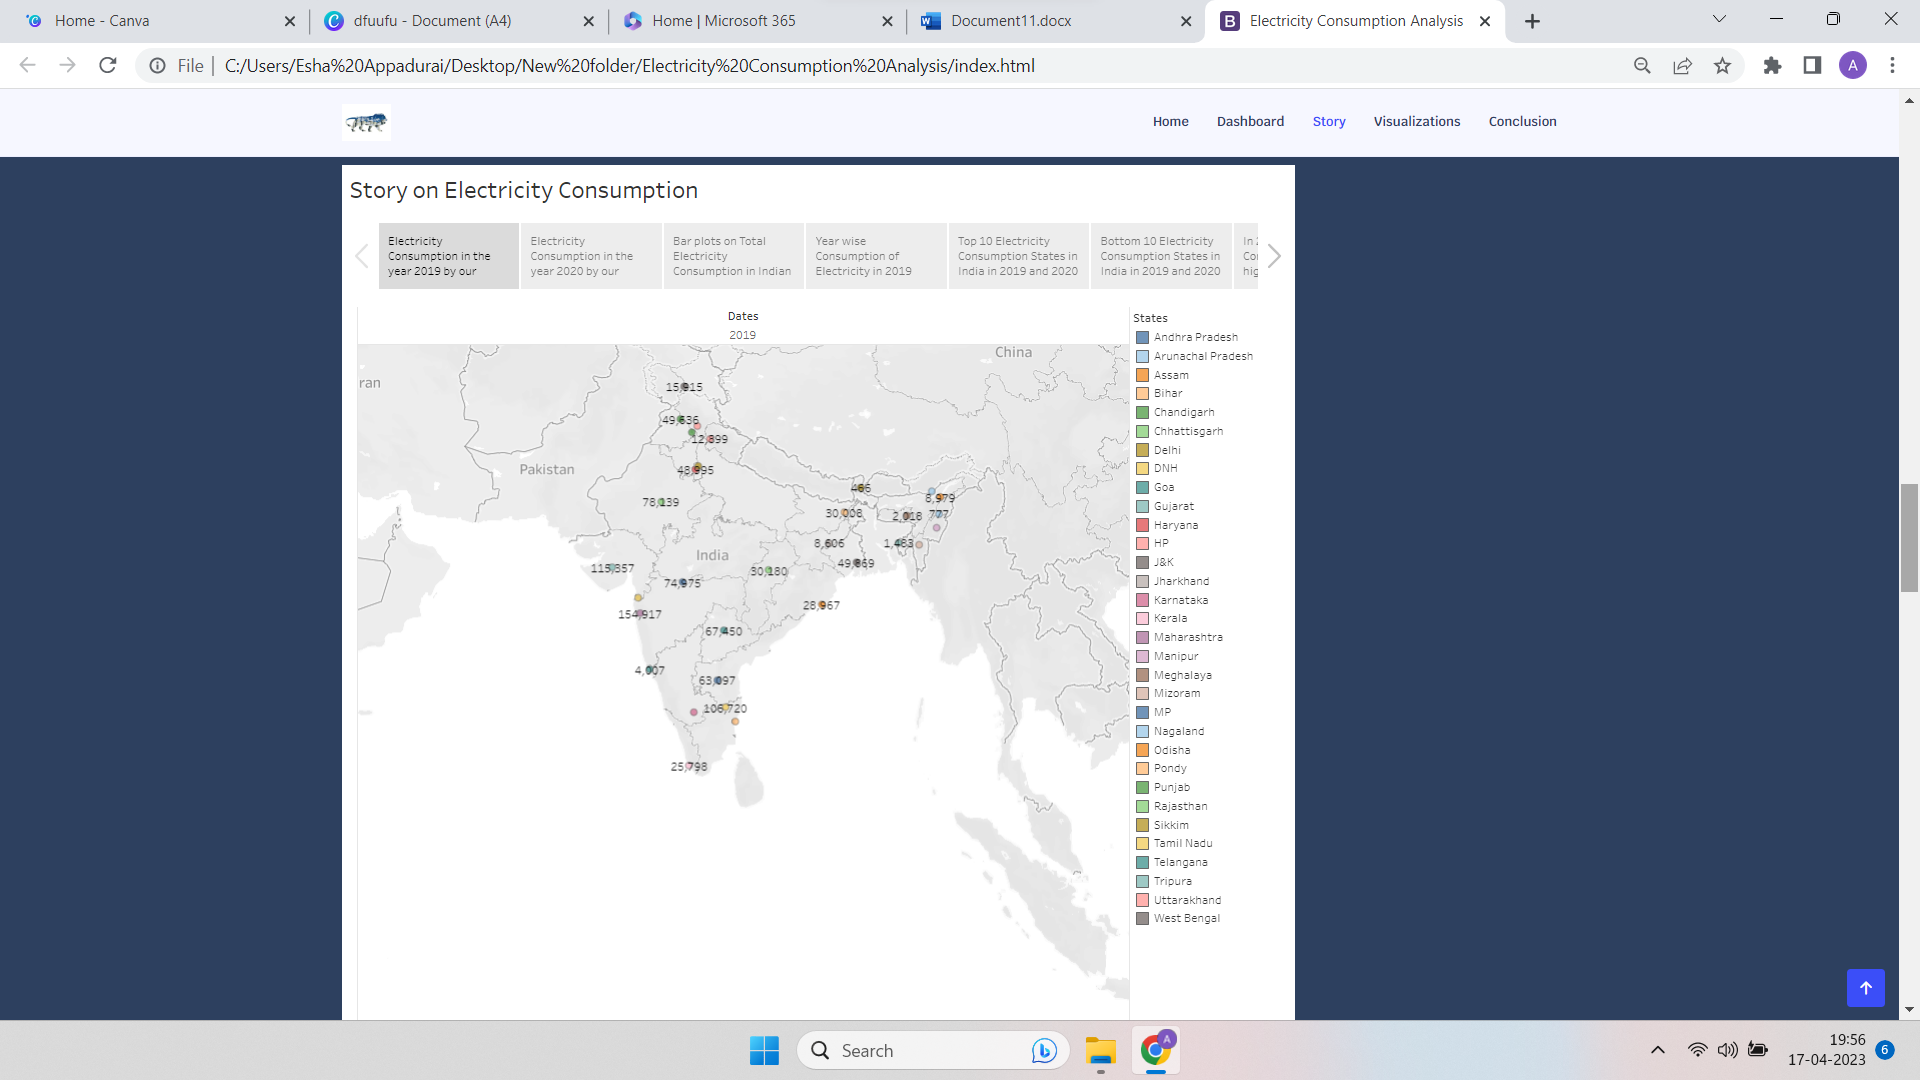 Home - Canva
dfuufu - Document (A4)
Home | Microsoft 365
Document11.docx
Electricity Consumption Analysis
File
C:/Users/Esha%20Appadurai/Desktop/New%20folder/Electricity%20Consumption%20Analysis/index.html
A
Home
Dashboard
Story
Visualizations
Conclusion
Story on Electricity Consumption
Electricity
Consumption in the
year 2019 by our
Electricity
Consumption in the
year 2020 by our
Bar plots on Total
Electricity
Consumption in Indian
Year wise
Consumption of
Electricity in 2019
Top 10 Electricity
Consumption States in
India in 2019 and 2020
Bottom 10 Electricity
Consumption States in
India in 2019 and 2020
In
Co
hig
Dates
2019
China
ran
15,915
49,636
12,899
48,995
Pakistan
466
78,139
8,979
30,008
2,018
777
8,606
1,483
India
49,869
115,357
74,975
30,180
28,967
154,917
67,450
4,007
63,097
106,720
25,798
States
Andhra Pradesh
Arunachal Pradesh
Assam
Bihar
Chandigarh
Chhattisgarh
Delhi
DNH
Goa
Gujarat
Haryana
HP
J&K
Jharkhand
Karnataka
Kerala
Maharashtra
Manipur
Meghalaya
Mizoram
MP
Nagaland
Odisha
Pondy
Punjab
Rajasthan
Sikkim
Tamil Nadu
Telangana
Tripura
Uttarakhand
West Bengal
Search
19:56
17-04-2023
6